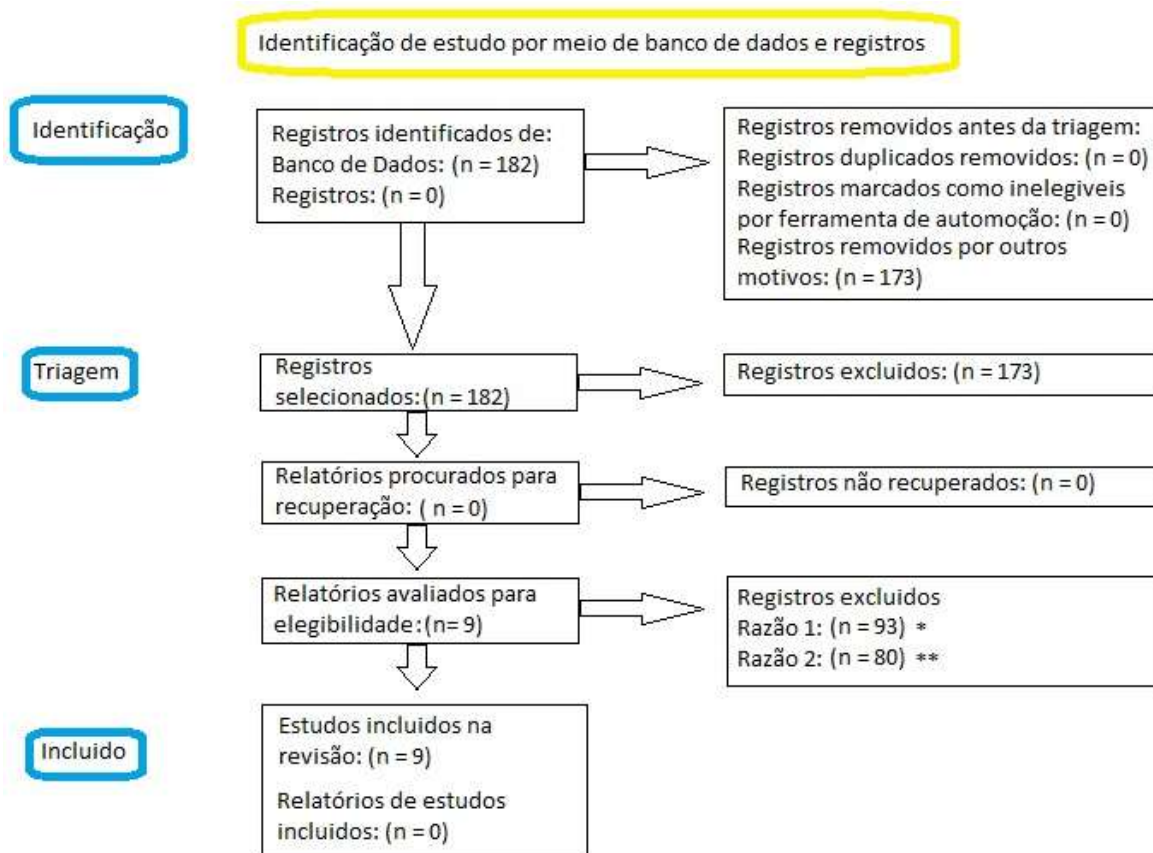 Identificação de estudo por meio de banco de dados e registros
Identificação
Registros identificados de:
Banco de Dados: (n = 182)
Registros: (n = 0)
Registros removidos antes da triagem:
Registros duplicados removidos: (n = 0)
Registros marcados como inelegiveis
por ferramenta de automoção: (n = 0)
Registros removidos por outros
motivos: (n = 173)
Triagem
Registros
selecionados:(n = 182)
Registros excluidos: (n = 173)
Relatórios procurados para
recuperação: ( n = 0)
Registros não recuperados: (n = 0)
Relatórios avaliados para
elegibilidade:(n= 9)
Registros excluidos
Razão 1: (n = 93) *
Razão 2: (n = 80) **
Incluido
Estudos incluidos na
revisão: (n = 9)
Relatórios de estudos
incluidos: (n = 0)